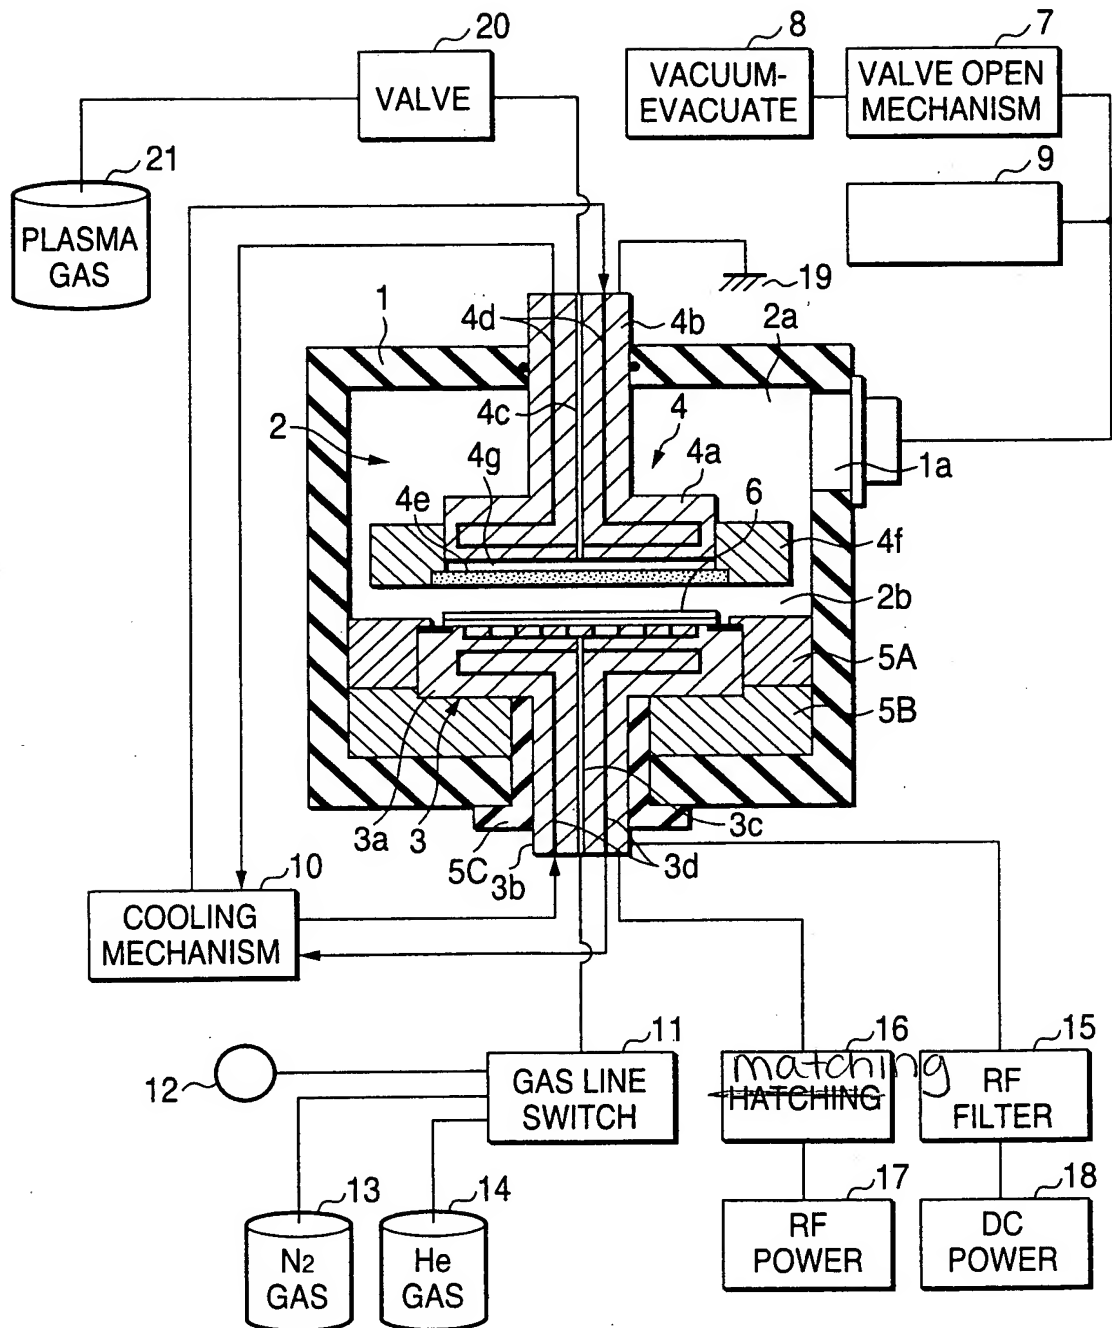 20
8
7
VALVE
VACUUM-
EVACUATE
VALVE OPEN
MECHANISM
21
9
PLASMA
GAS
19
1
4d
4b
2a
4c
4
2
4g
4a
1a
4e
6
4f
2b
5A
5B
3a
3
3c
5C
3b
3d
10
COOLING
MECHANISM
11
16
15
12
GAS LINE
SWITCH
matching
HATCHING
RF
FILTER
13
14
17
18
N2
GAS
He
GAS
RF
POWER
DC
POWER